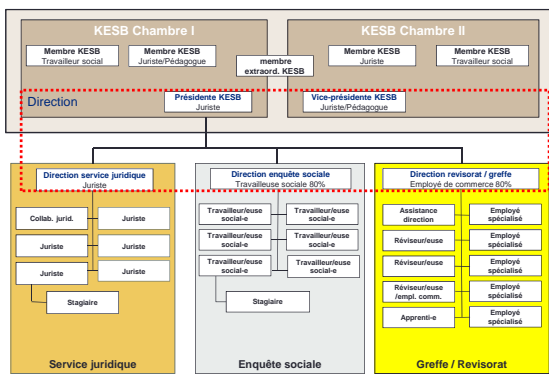 KESB Chambre I
KESB Chambre II
Membre KESB
Travailleur social
Membre KESB
Juriste/Pédagogue
membre
extraord. KESB
Membre KESB
Juriste
Membre KESB
Travailleur social
Direction
Présidente KESB
Juriste
Vice-présidente KESB
Juriste/Pédagogue
Direction service juridique
Juriste
Collab. jurid.
Juriste
Juriste
Juriste
Juriste
Juriste
Stagiaire
Service juridique
Direction enquête sociale
Travailleuse sociale 80%
Travailleur/euse
social-e
Travailleur/euse
social-e
Travailleur/euse
social-e
Travailleur/euse
social-e
Travailleur/euse
social-e
Travailleur/euse
social-e
Stagiaire
Enquête sociale
Direction revisorat / greffe
Employé de commerce 80%
Assistance
direction
Employé
spécialisé
Réviseur/euse
Employé
spécialisé
Réviseur/euse
Employé
spécialisé
Réviseur/euse
/empl. comm.
Employé
spécialisé
Apprenti-e
Employé
spécialisé
Greffe / Revisorat